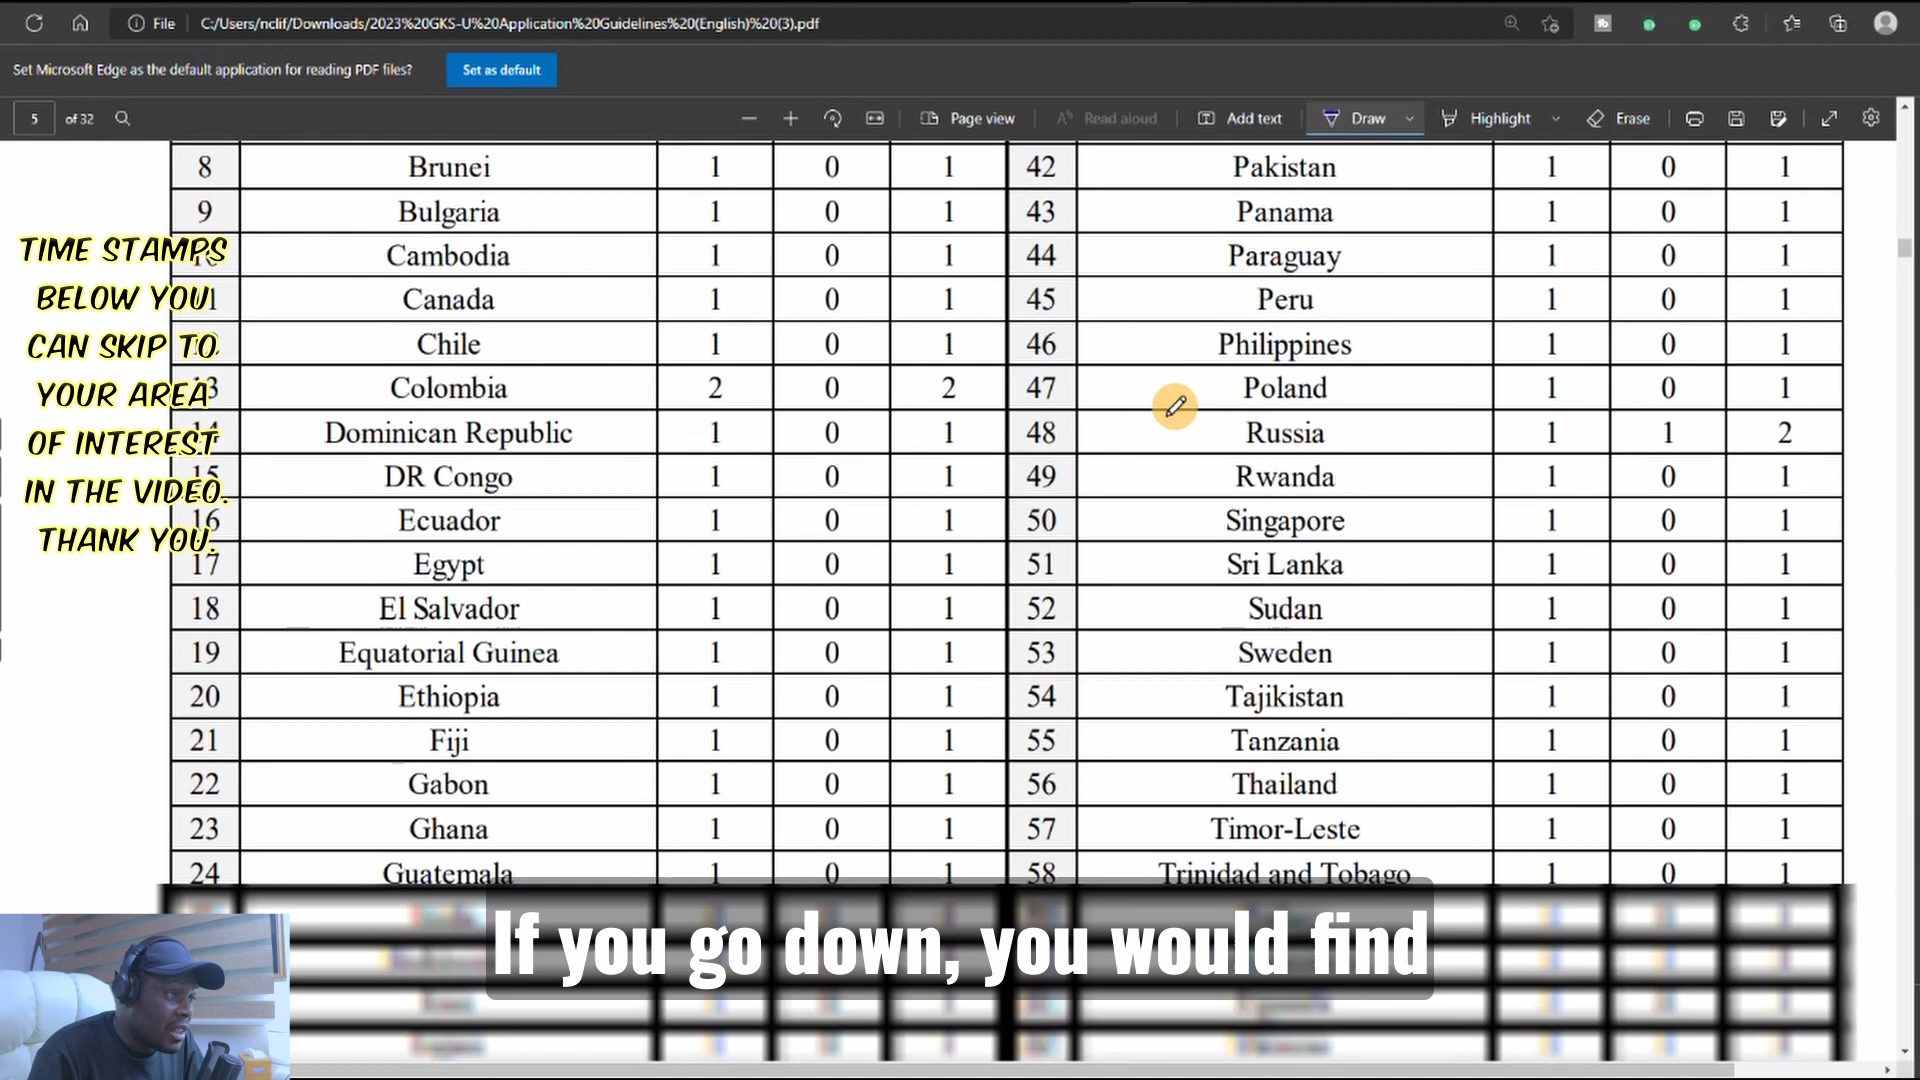 File C:/Users/nclif/Downloads/2023%20GKS-U%20Application%20Guidelines%20(English)%20(3).pdf
Set Microsoft Edge as the default application for reading PDF files? Set as default
5 of 32 Page view Read aloud Add text Draw Highlight Erase
8 Brunei 1 0 1 42 Pakistan 1 0 1
9 Bulgaria 1 0 1 43 Panama 1 0 1
Cambodia 1 0 1 44 Paraguay 1 0 1
Canada 1 0 1 45 Peru 1 0 1
Chile 1 0 1 46 Philippines 1 0 1
Colombia 2 0 2 47 Poland 1 0 1
Dominican Republic 1 0 1 48 Russia 1 1 2
15 DR Congo 1 0 1 49 Rwanda 1 0 1
16 Ecuador 1 0 1 50 Singapore 1 0 1
17 Egypt 1 0 1 51 Sri Lanka 1 0 1
18 El Salvador 1 0 1 52 Sudan 1 0 1
19 Equatorial Guinea 1 0 1 53 Sweden 1 0 1
20 Ethiopia 1 0 1 54 Tajikistan 1 0 1
21 Fiji 1 0 1 55 Tanzania 1 0 1
22 Gabon 1 0 1 56 Thailand 1 0 1
23 Ghana 1 0 1 57 Timor-Leste 1 0 1
24 Guatemala 1 0 1 58 Trinidad and Tobago 1 0 1
TIME STAMPS
BELOW YOU
CAN SKIP TO
YOUR AREA
OF INTEREST
IN THE VIDEO.
THANK YOU.
If you go down, you would find